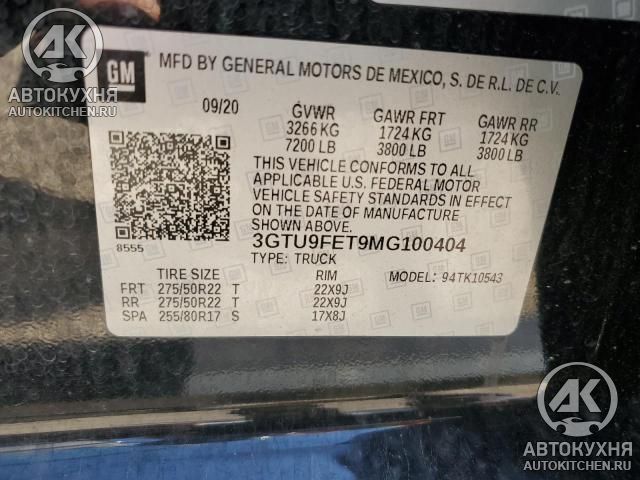 GM
MFD BY GENERAL MOTORS DE MEXICO, S. DE R.L. DE C.V.
09/20 GVWR GAWR FRT GAWR RR
3266 KG 1724 KG 1724 KG
7200 LB 3800 LB 3800 LB
THIS VEHICLE CONFORMS TO ALL
APPLICABLE U.S. FEDERAL MOTOR
VEHICLE SAFETY STANDARDS IN EFFECT
ON THE DATE OF MANUFACTURE SHOWN ABOVE.
8555
3GTU9FET9MG100404
TYPE: TRUCK MODEL: 94TK10543
TIRE SIZE RIM
FRT 275/50R22 T 22X9J
RR 275/50R22 T 22X9J
SPA 255/80R17 S 17X8J
АК
АВТОКУХНЯ
AUTOKITCHEN.RU
АК
АВТОКУХНЯ
AUTOKITCHEN.RU